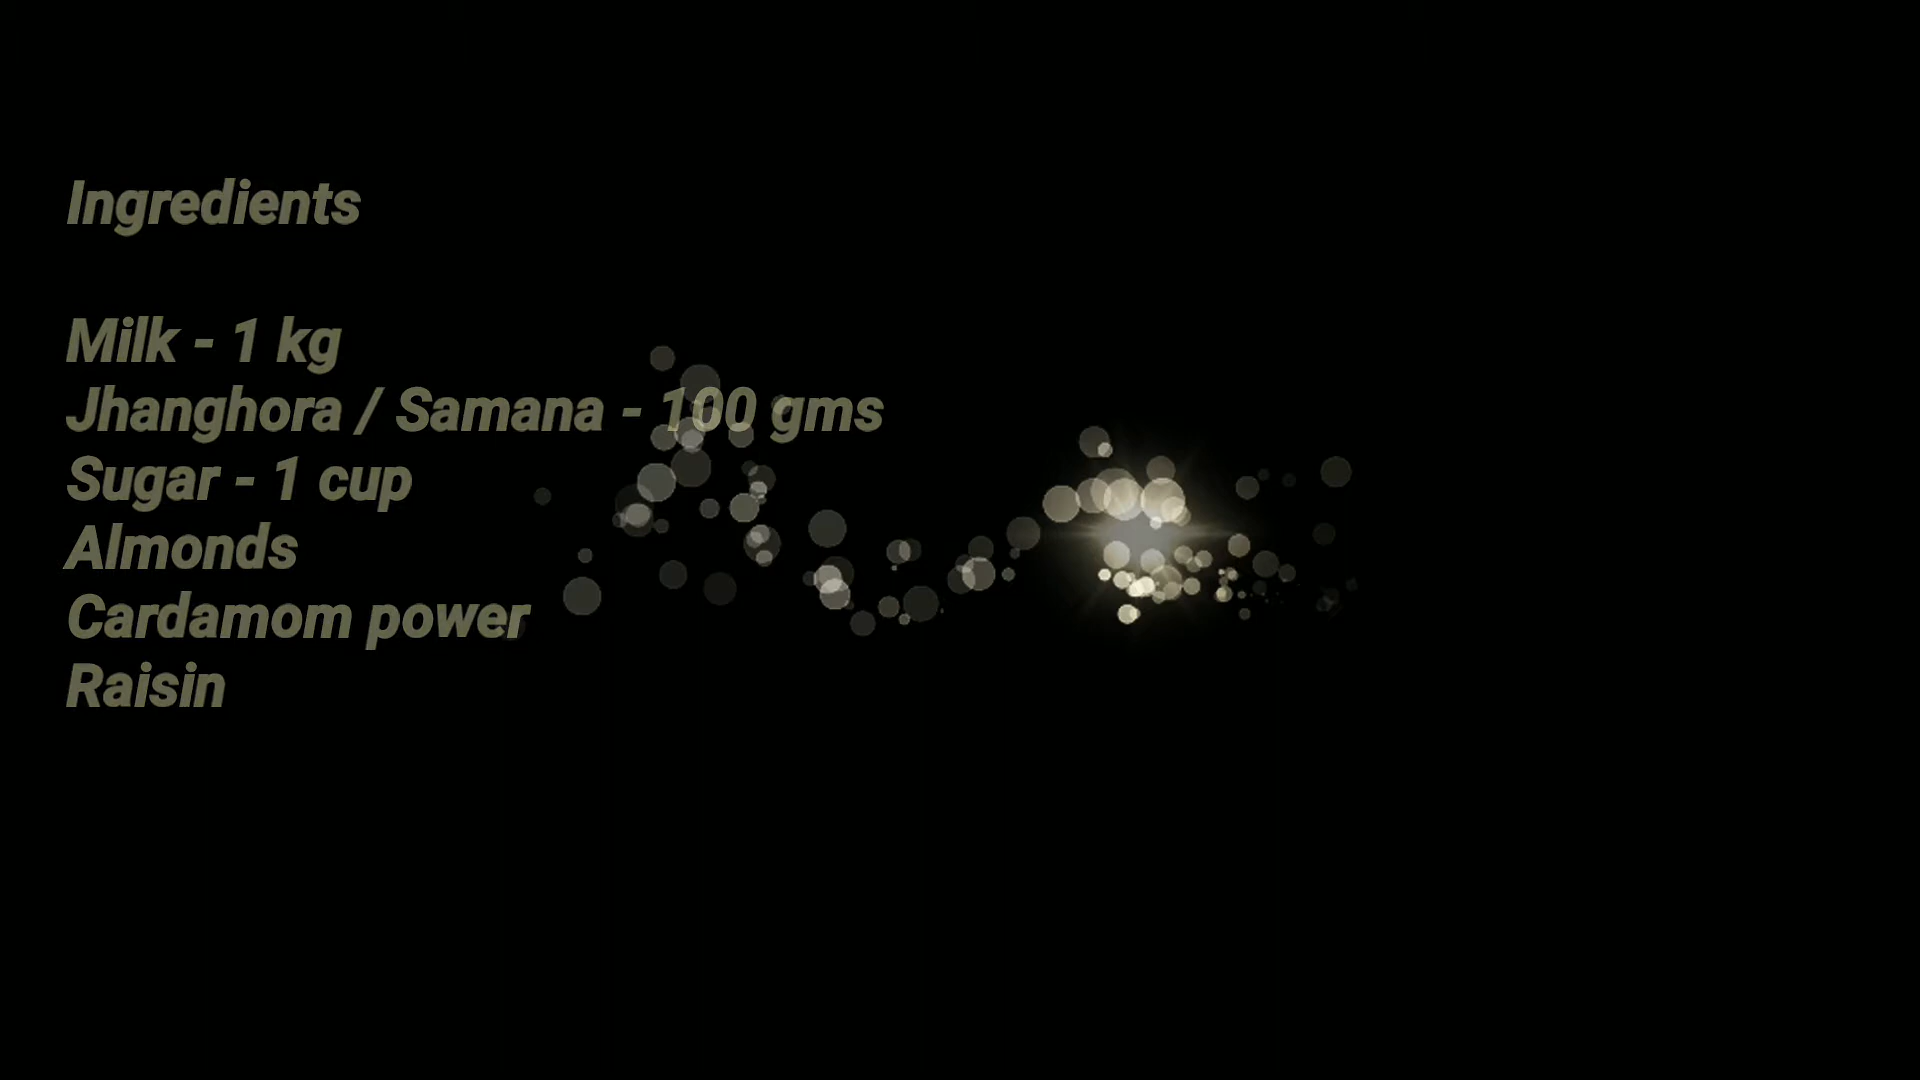 Ingredients
Milk - 1 kg
Jhanghora / Samana - 100 gms
Sugar - 1 cup
Almonds
Cardamom power
Raisin